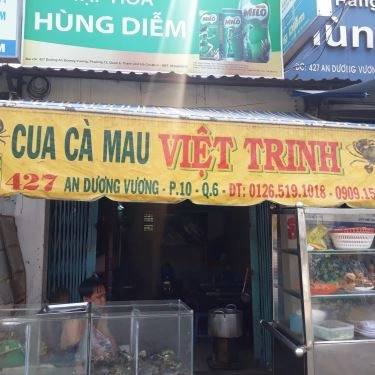 HÙNG DIỄM
MILO
ĐC: 427 AN DƯƠNG VƯƠNG
CUA CÀ MAU VIỆT TRINH
427 AN DƯƠNG VƯƠNG - P.10 - Q.6 - ĐT: 0126.519.1018 - 0909.15